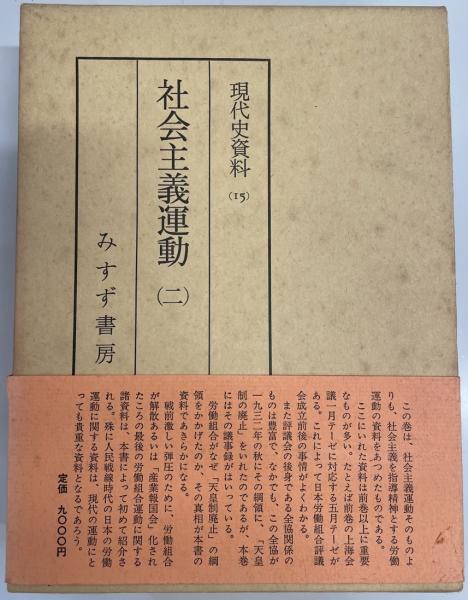 現代史資料
(15)
社会主義運動
(二)
みすず書房
この巻は、社会主義運動そのものよ
りも、社会主義を指導精神とする労働
運動の資料をあつめたものである。
ここにいれた資料は前巻以上に重要
なものが多い。たとえば前巻の上海会
議一月テーゼに対応する五月テーゼが
ある。これによって日本労働組合評議
会成立前後の事情がよくわかる。
また評議会の後身である全協関係の
ものは豊富で、なかでも、この全協が
一九三二年の秋にその綱領に、「天皇
制の廃止」をいれたのであるが、本巻
にはその議事録がはいっている。
労働組合がなぜ「天皇制廃止」の綱
領をかかげたのか、その真相が本書の
資料であきらかになる。
戦前の激しい弾圧のために、労働組合
が解散あるいは「産業報国会」化され
たころの最後の労働組合運動に関する
諸資料は、本書によって初めて紹介さ
れる。殊に人民戦線時代の日本の労働
運動に関する資料は、現代の運動にと
っても貴重な資料となるであろう。
定価 九〇〇〇円